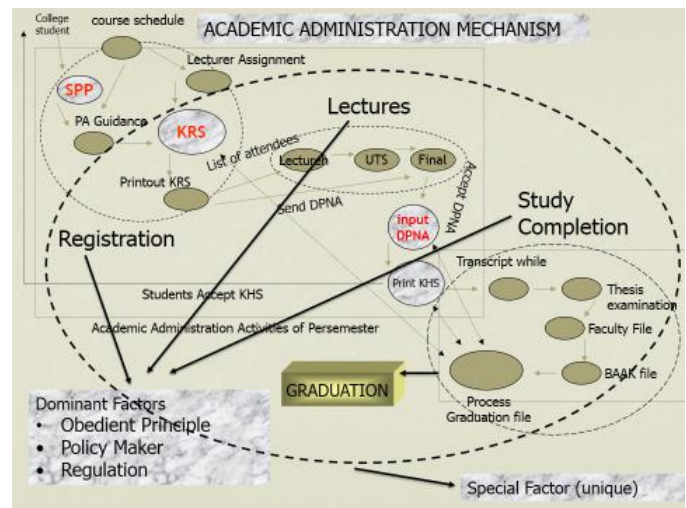 College
student
course schedule
ACADEMIC ADMINISTRATION MECHANISM
Lecturer Assignment
SPP
PA Guidance
KRS
Lectures
List of attendees
Lecturer
UTS
Final
Printout KRS
Send DPNA
Accept DPNA
Study
Completion
input
DPNA
Registration
Transcript while
Print KHS
Thesis
examination
Students Accept KHS
Faculty File
Academic Administration Activities of Persemester
GRADUATION
BAAK file
Process
Graduation file
Dominant Factors
• Obedient Principle
• Policy Maker
• Regulation
Special Factor (unique)